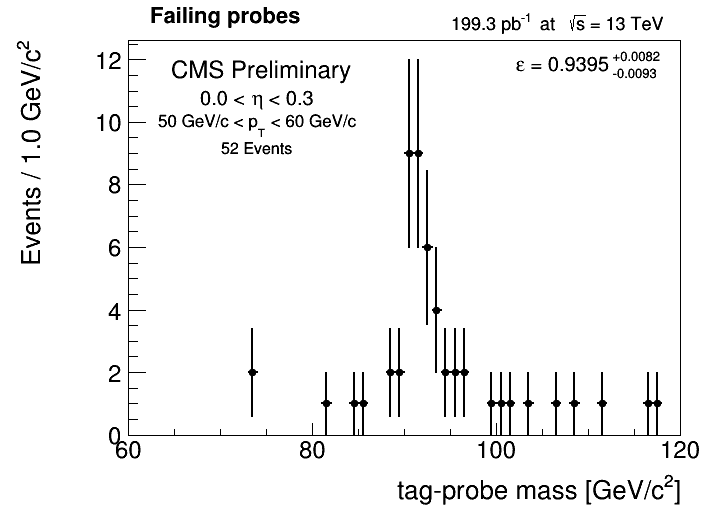 Failing probes
199.3 pb⁻¹ at √s = 13 TeV
CMS Preliminary
0.0 < η < 0.3
50 GeV/c < p_T < 60 GeV/c
52 Events
ε = 0.9395 +0.0082 -0.0093
Events / 1.0 GeV/c²
12
10
8
6
4
2
0
60 80 100 120
tag-probe mass [GeV/c²]